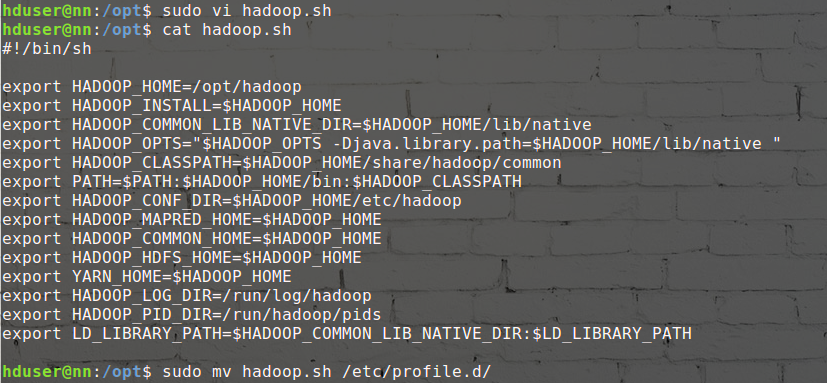 hduser@nn:/opt$ sudo vi hadoop.sh
hduser@nn:/opt$ cat hadoop.sh
#!/bin/sh
export HADOOP_HOME=/opt/hadoop
export HADOOP_INSTALL=$HADOOP_HOME
export HADOOP_COMMON_LIB_NATIVE_DIR=$HADOOP_HOME/lib/native
export HADOOP_OPTS="$HADOOP_OPTS -Djava.library.path=$HADOOP_HOME/lib/native "
export HADOOP_CLASSPATH=$HADOOP_HOME/share/hadoop/common
export PATH=$PATH:$HADOOP_HOME/bin:$HADOOP_CLASSPATH
export HADOOP_CONF_DIR=$HADOOP_HOME/etc/hadoop
export HADOOP_MAPRED_HOME=$HADOOP_HOME
export HADOOP_COMMON_HOME=$HADOOP_HOME
export HADOOP_HDFS_HOME=$HADOOP_HOME
export YARN_HOME=$HADOOP_HOME
export HADOOP_LOG_DIR=/run/log/hadoop
export HADOOP_PID_DIR=/run/hadoop/pids
export LD_LIBRARY_PATH=$HADOOP_COMMON_LIB_NATIVE_DIR:$LD_LIBRARY_PATH
hduser@nn:/opt$ sudo mv hadoop.sh /etc/profile.d/